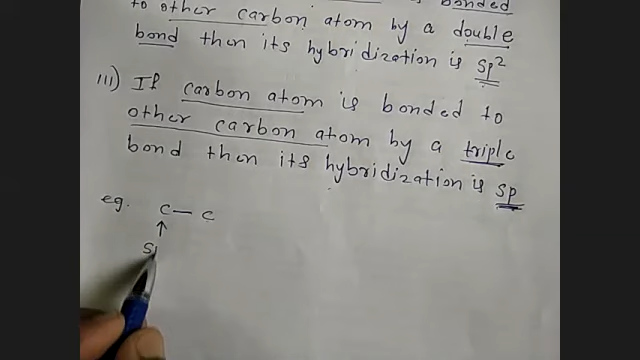 bonded
to other carbon atom by a double
bond then its hybridization is sp²
III) If carbon atom is bonded to
other carbon atom by a triple
bond then its hybridization is sp
eg. C — C
↑
S